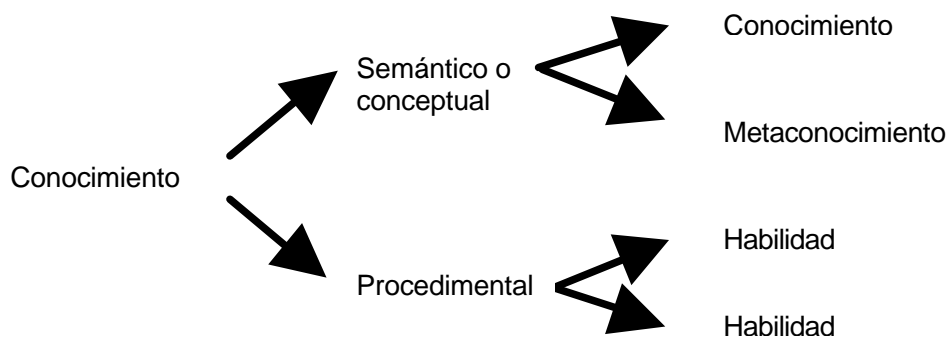 Conocimiento
Semántico o
conceptual
Metaconocimiento
Conocimiento
Habilidad
Procedimental
Habilidad